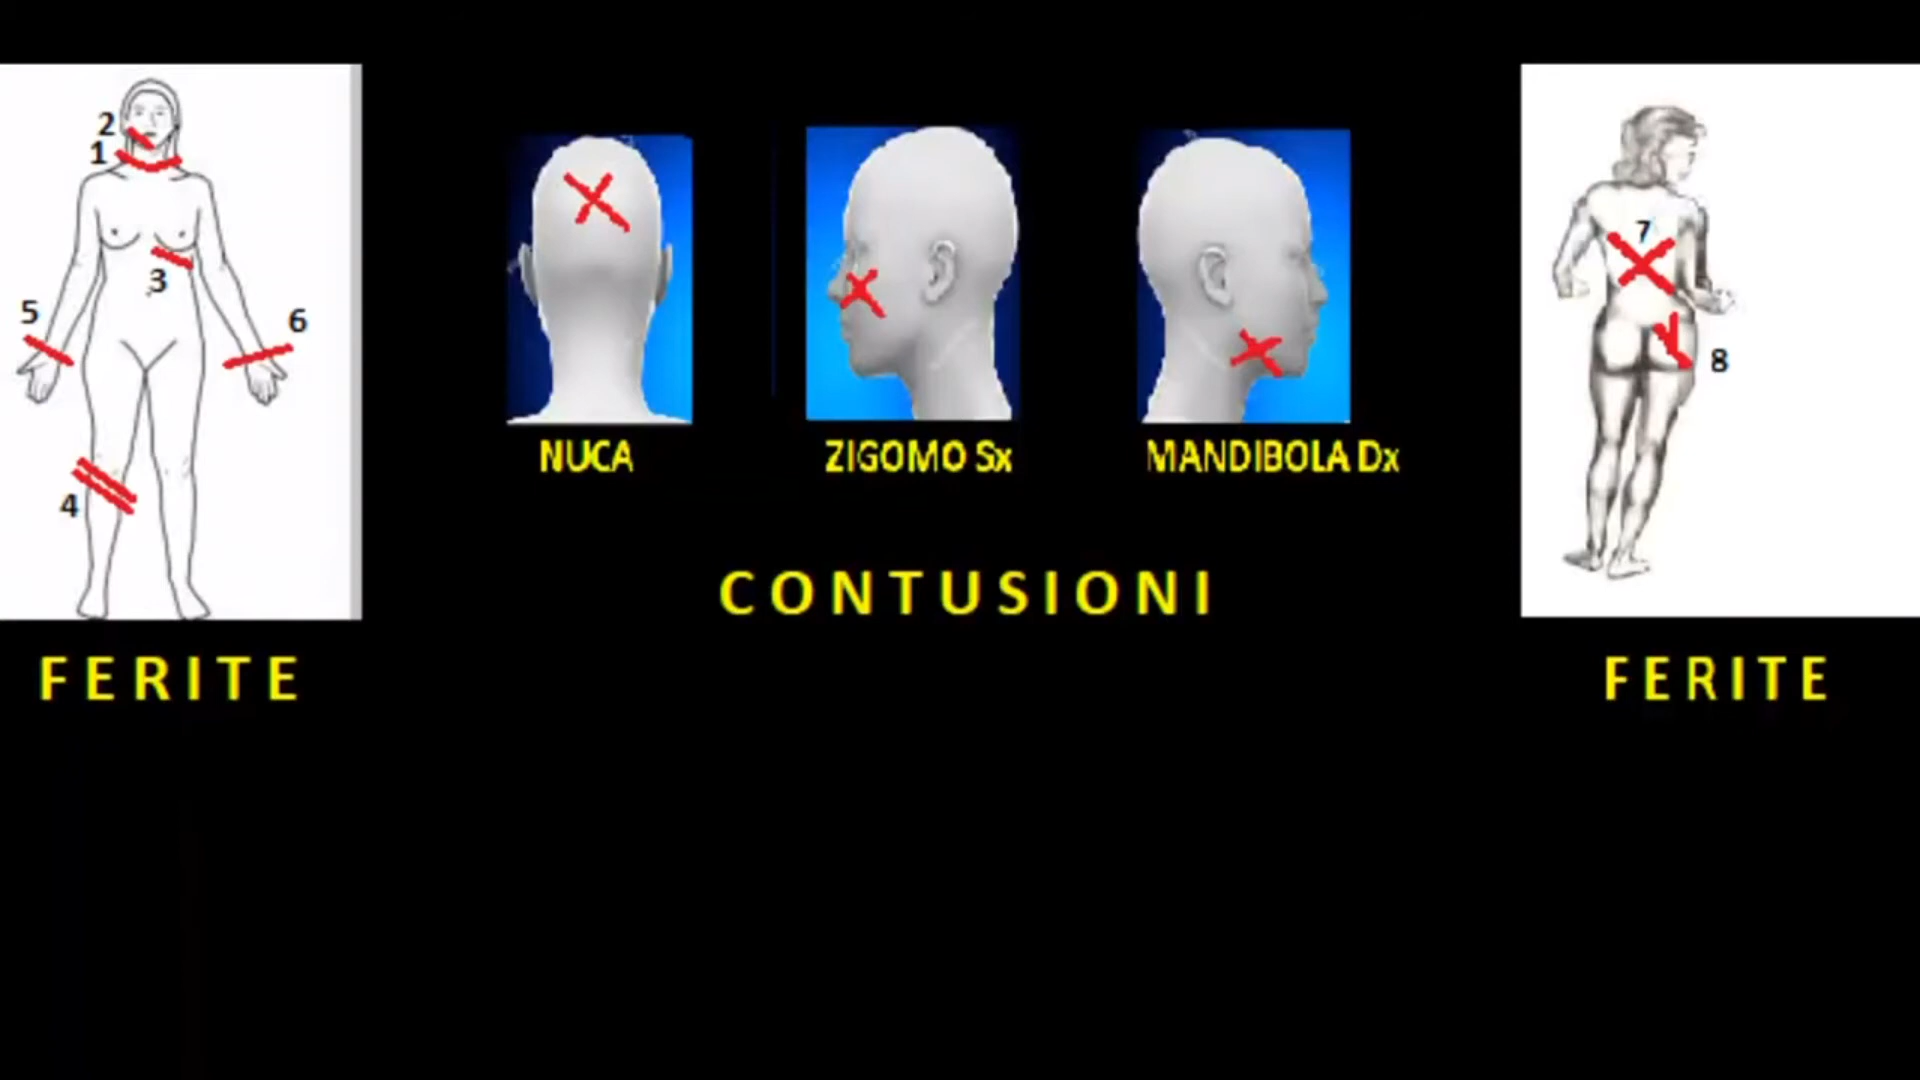 2
1
3
5
6
4
FERITE
NUCA
ZIGOMO Sx
MANDIBOLA Dx
CONTUSIONI
7
8
FERITE